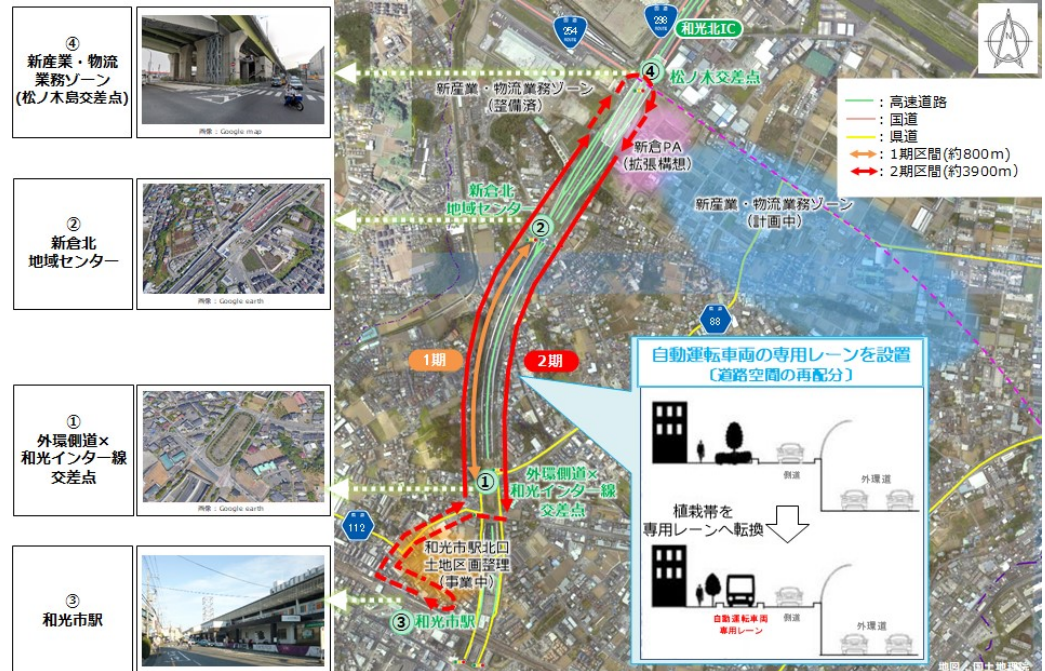 ④
新産業・物流
業務ゾーン
(松ノ木島交差点)
画像：Google map
②
新倉北
地域センター
画像：Google earth
①
外環側道×
和光インター線
交差点
画像：Google earth
③
和光市駅
国道
254
ROUTE
国道
298
ROUTE
和光北IC
④
松ノ木交差点
新産業・物流業務ゾーン
(整備済)
新倉PA
(拡張構想)
新倉北
地域センター
②
新産業・物流業務ゾーン
(計画中)
88
1期
2期
①
外環側道×
和光インター線
交差点
112
和光市駅北口
土地区画整理
(事業中)
③和光市駅
：高速道路
：国道
：県道
：1期区間(約800m)
：2期区間(約3900m)
自動運転車両の専用レーンを設置
〔道路空間の再配分〕
側道
外環道
植栽帯を
専用レーンへ転換
自動運転車両
専用レーン
側道
外環道
地図：国土地理院